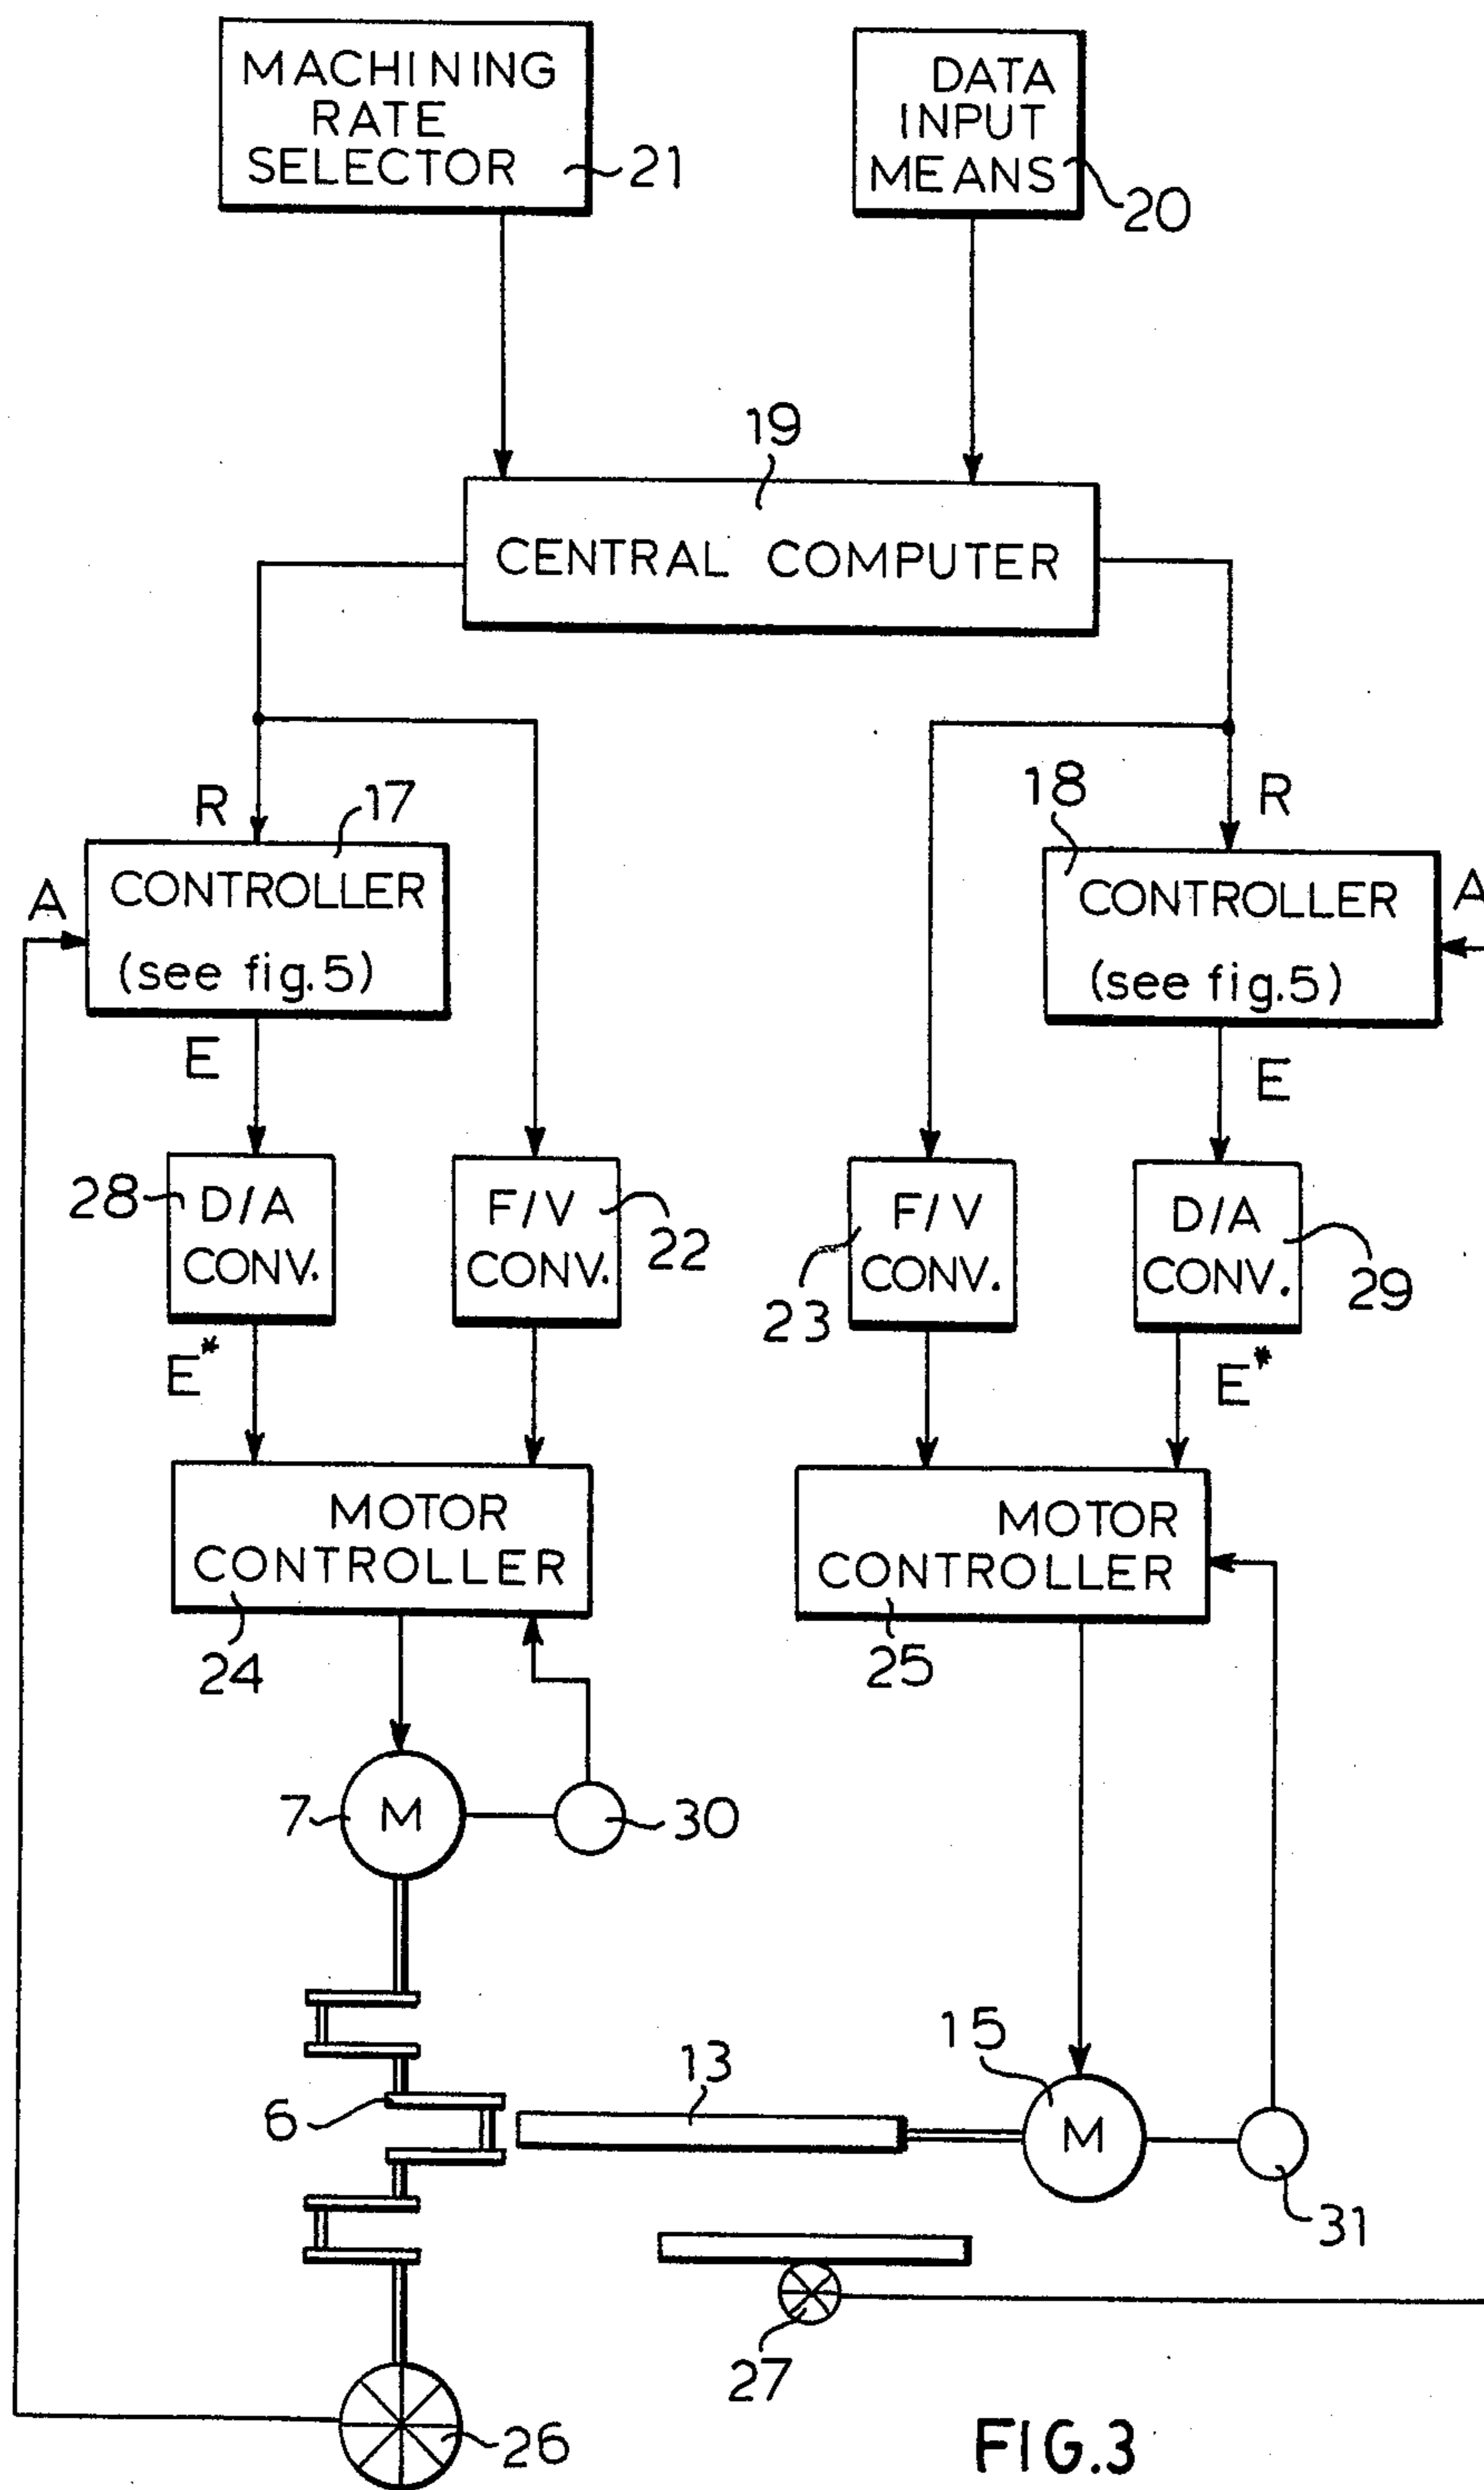 MACHINING
RATE
SELECTOR
21
DATA
INPUT
MEANS
20
19
CENTRAL COMPUTER
R
17
A
CONTROLLER
(see fig.5)
E
18
R
A
CONTROLLER
(see fig.5)
E
28
D/A
CONV.
F/V
CONV.
22
F/V
CONV.
23
D/A
CONV.
29
E*
E*
MOTOR
CONTROLLER
24
MOTOR
CONTROLLER
25
7
M
30
15
M
13
6
31
27
26
FIG.3